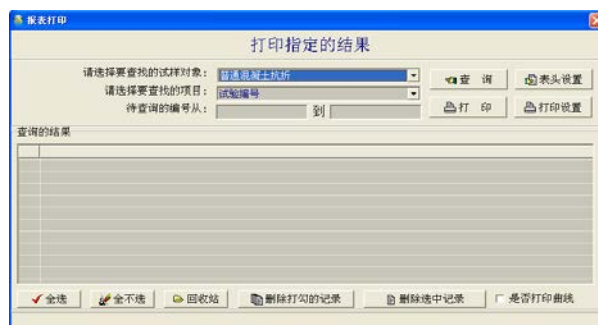 报表打印
打印指定的结果
请选择要查找的试样对象： 普通混凝土抗折 查 询 表头设置
请选择要查找的项目： 试验编号
待查询的编号从： 到 打 印 打印设置
查询的结果
全选 全不选 回收站 删除打勾的记录 删除选中记录 是否打印曲线